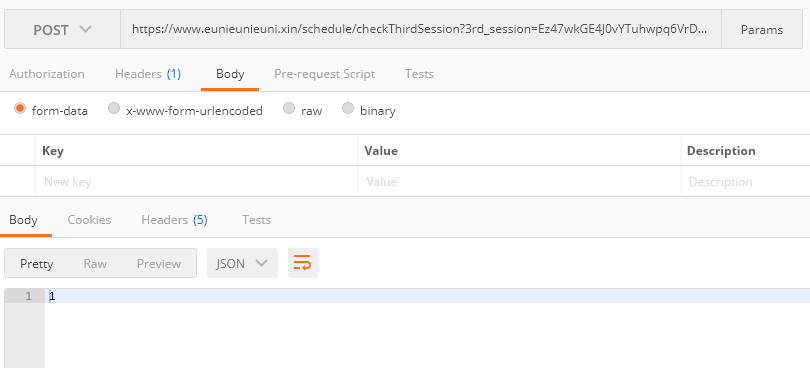 POST https://www.eunieunieuni.xin/schedule/checkThirdSession?3rd_session=Ez47wkGE4J0vYTuhwpq6VrD... Params
Authorization Headers (1) Body Pre-request Script Tests
form-data x-www-form-urlencoded raw binary
Key Value Description
New key Value Description
Body Cookies Headers (5) Tests
Pretty Raw Preview JSON
1 1